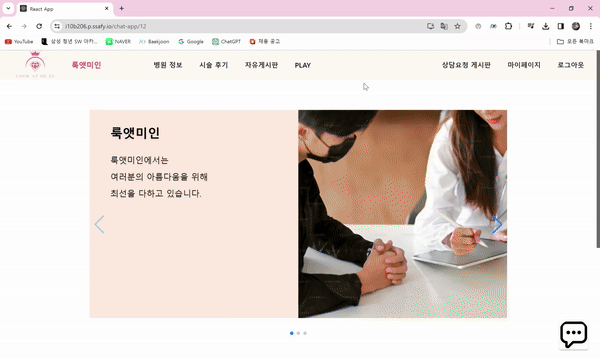 React App
i10b206.p.ssafy.io/chat-app/12
YouTube
삼성 청년 SW 아카...
NAVER
Baekjoon
Google
ChatGPT
채용 공고
모든 북마크
룩앳미인
병원 정보
시술 후기
자유게시판
PLAY
상담요청 게시판
마이페이지
로그아웃
룩앳미인
룩앳미인에서는
여러분의 아름다움을 위해
최선을 다하고 있습니다.